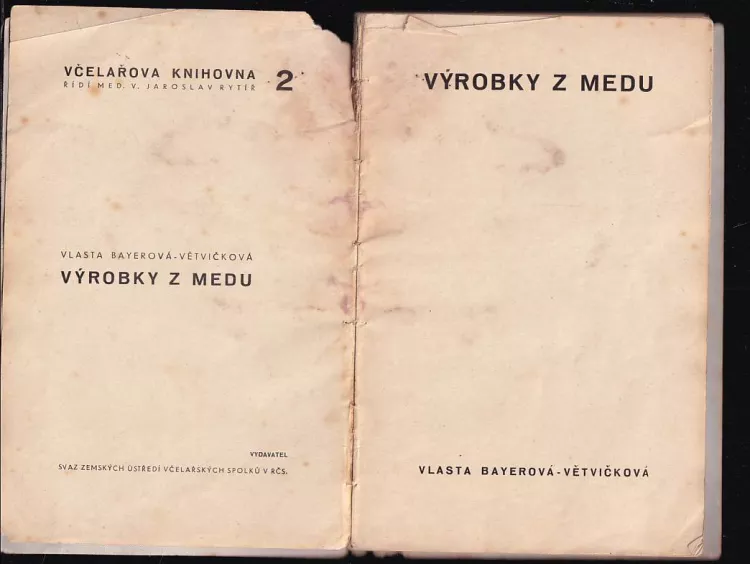 VČELAŘOVA KNIHOVNA 2
ŘÍDÍ MED. V. JAROSLAV RYTÍŘ
VLASTA BAYEROVÁ-VĚTVIČKOVÁ
VÝROBKY Z MEDU
VYDAVATEL
SVAZ ZEMSKÝCH ÚSTŘEDÍ VČELAŘSKÝCH SPOLKŮ V RČS.
VÝROBKY Z MEDU
VLASTA BAYEROVÁ-VĚTVIČKOVÁ